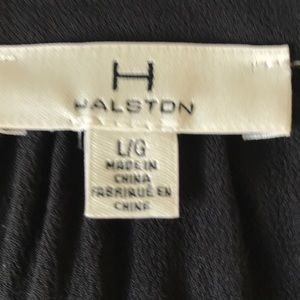 H
HALSTON
L/G
MADE IN
CHINA
FABRIQUÉ EN
CHINE